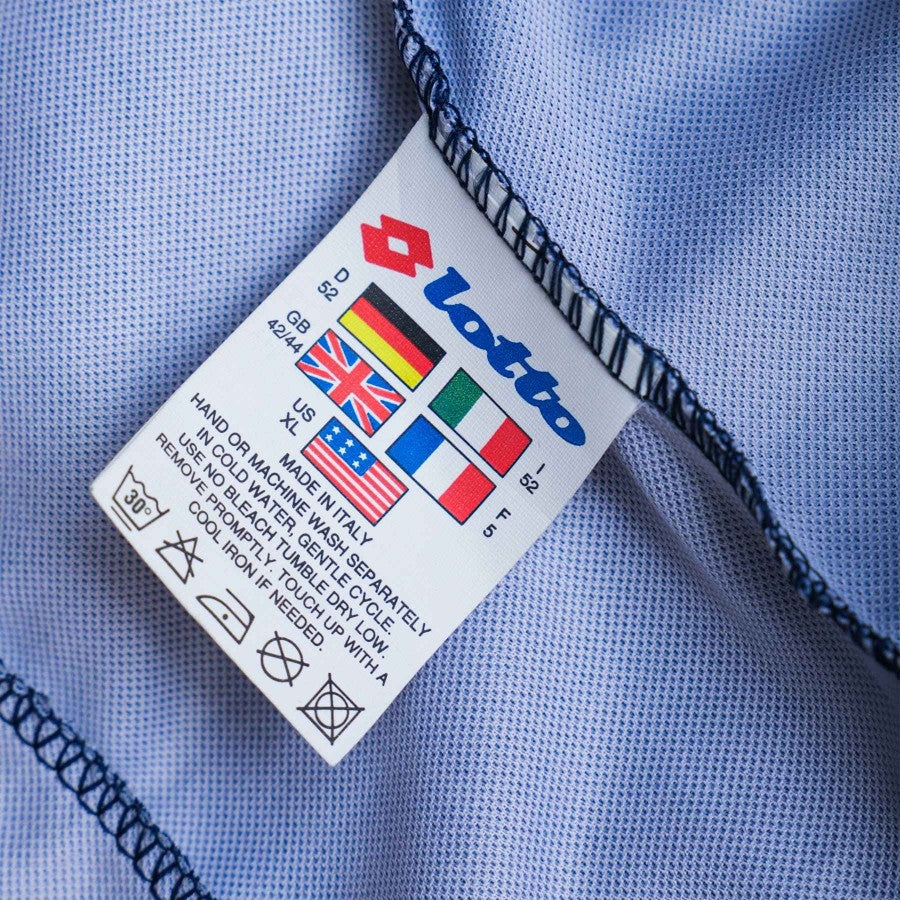 lotto
D
52
I
52
GB
42/44
F
5
US
XL
MADE IN ITALY
HAND OR MACHINE WASH SEPARATELY
IN COLD WATER, GENTLE CYCLE.
USE NO BLEACH TUMBLE DRY LOW.
REMOVE PROMPTLY. TOUCH UP WITH A
COOL IRON IF NEEDED.
30°